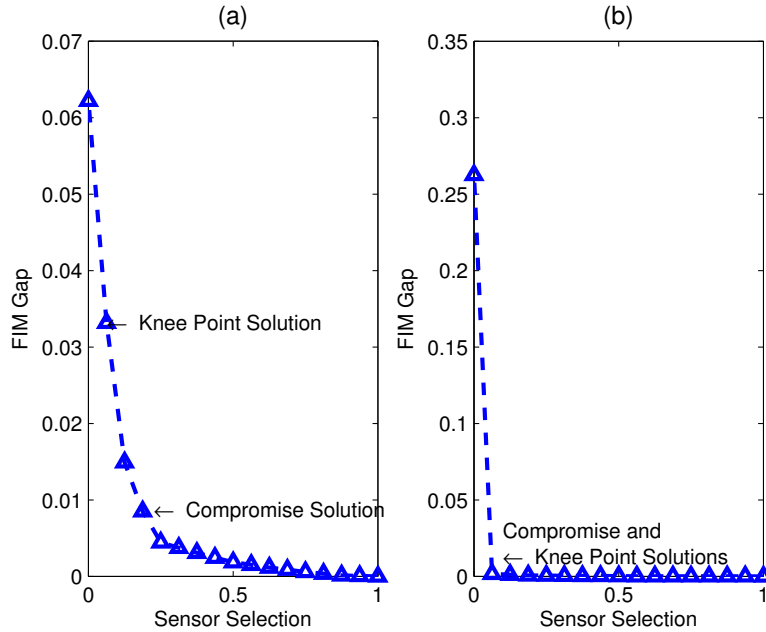 (a)
0.07
0.06
0.05
0.04
0.03
0.02
0.01
0
0
0.5
1
FIM Gap
Sensor Selection
← Knee Point Solution
← Compromise Solution
(b)
0.35
0.3
0.25
0.2
0.15
0.1
0.05
0
0
0.5
1
FIM Gap
Sensor Selection
Compromise and
← Knee Point Solutions